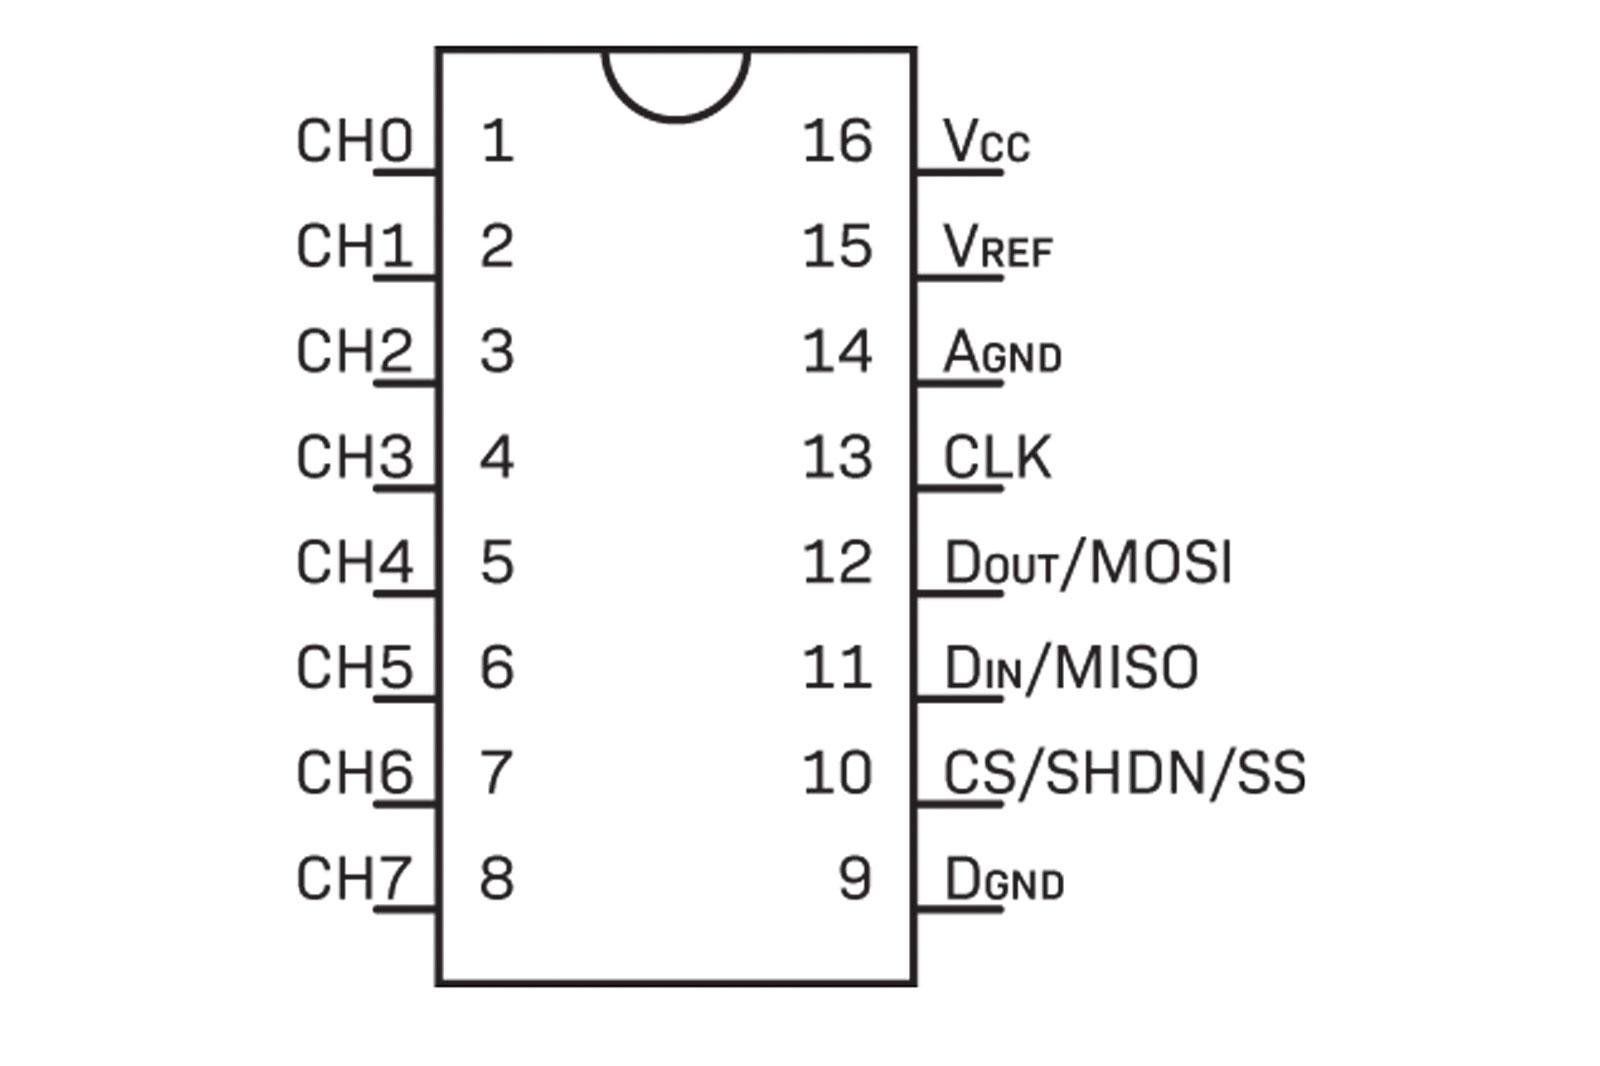 CH0 1 16 Vcc
CH1 2 15 VREF
CH2 3 14 AGND
CH3 4 13 CLK
CH4 5 12 DOUT/MOSI
CH5 6 11 DIN/MISO
CH6 7 10 CS/SHDN/SS
CH7 8 9 DGND